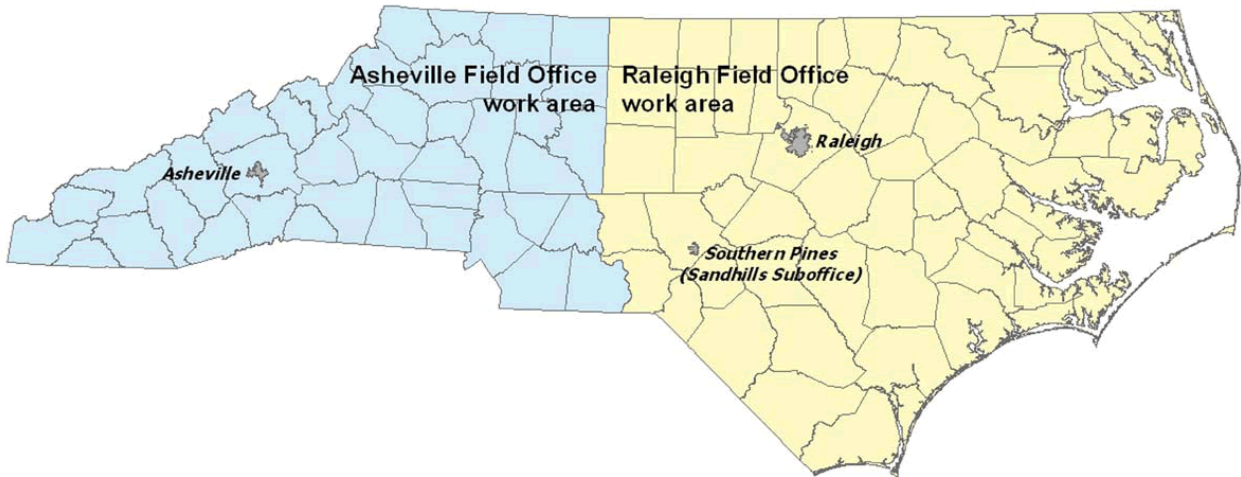 Asheville Field Office
work area
Raleigh Field Office
work area
Raleigh
Asheville
Southern Pines
(Sandhills Suboffice)